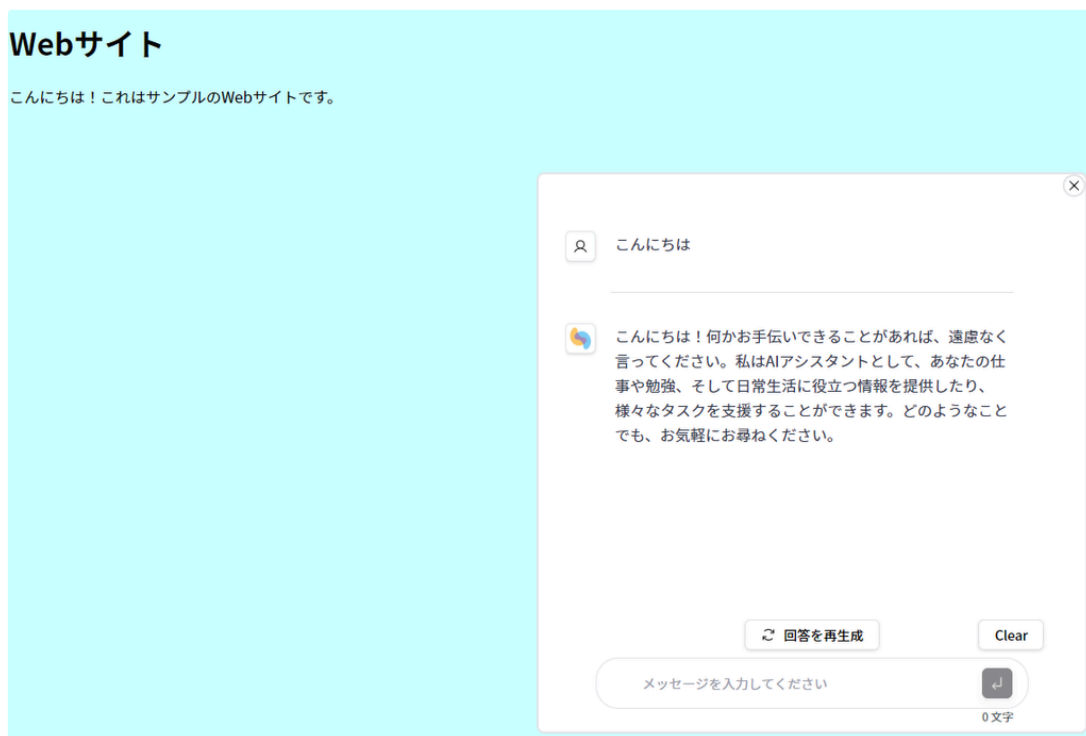 Webサイト
こんにちは！これはサンプルのWebサイトです。
こんにちは
こんにちは！何かお手伝いできることがあれば、遠慮なく
言ってください。私はAIアシスタントとして、あなたの仕
事や勉強、そして日常生活に役立つ情報を提供したり、
様々なタスクを支援することができます。どのようなこと
でも、お気軽にお尋ねください。
回答を再生成
Clear
メッセージを入力してください
0 文字